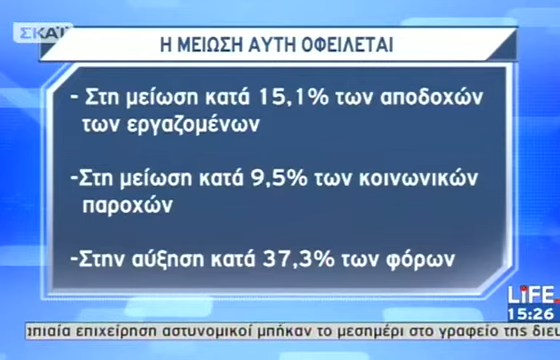 ΣΚΑΪ
Η ΜΕΙΩΣΗ ΑΥΤΗ ΟΦΕΙΛΕΤΑΙ
- Στη μείωση κατά 15,1% των αποδοχών
των εργαζομένων
-Στη μείωση κατά 9,5% των κοινωνικών
παροχών
-Στην αύξηση κατά 37,3% των φόρων
LiFE
15:26
επιχείρηση αστυνομικοί μπήκαν το μεσημέρι στο γραφείο της